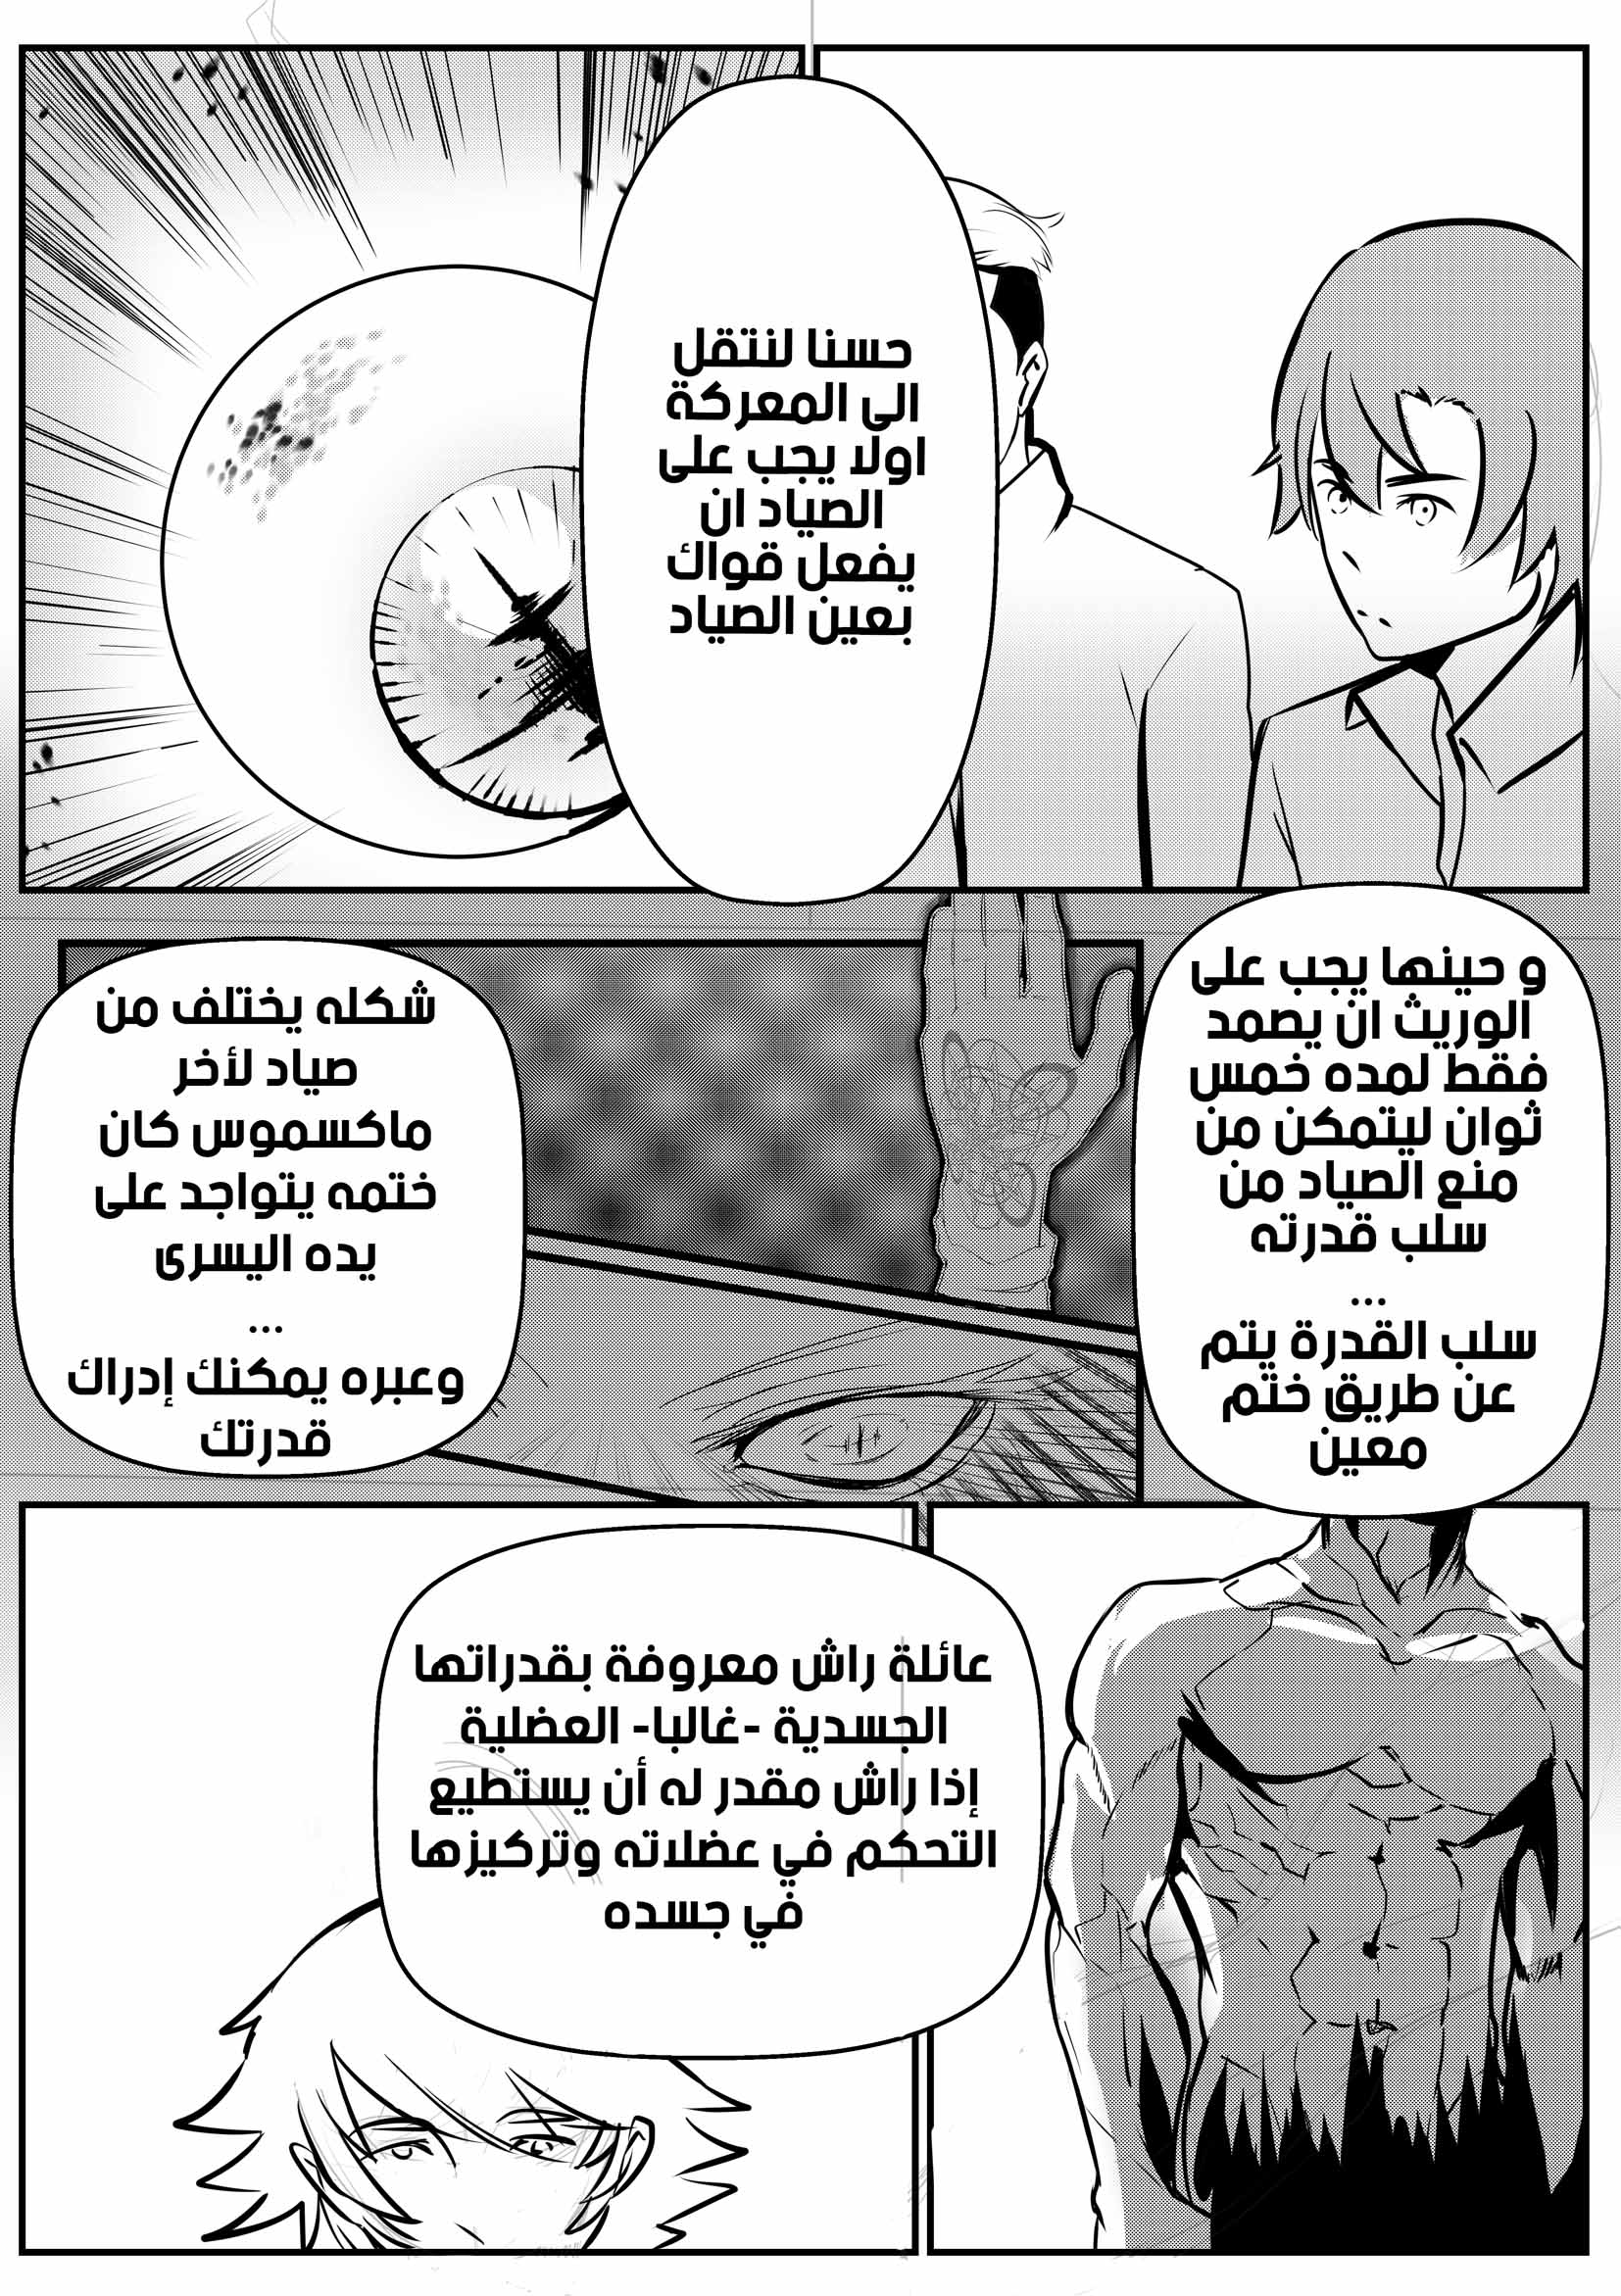 حسنا لنتقل
الى المعركة
اولا يجب على
الصياد ان
يفعل قواك
بعين الصياد
و حينها يجب على
الوريث ان يصمد
فقط لمده خمس
ثوان ليتمكن من
منع الصياد من
سلب قدرته
...
سلب القدرة يتم
عن طريق ختم
معين
شكله يختلف من
صياد لأخر
ماكسموس كان
ختمه يتواجد على
يده اليسرى
...
وعبره يمكنك إدراك
قدرتك
عائلة راش معروفة بقدراتها
الجسدية -غالبا- العضلية
إذا راش مقدر له أن يستطيع
التحكم في عضلاته وتركيزها
في جسده